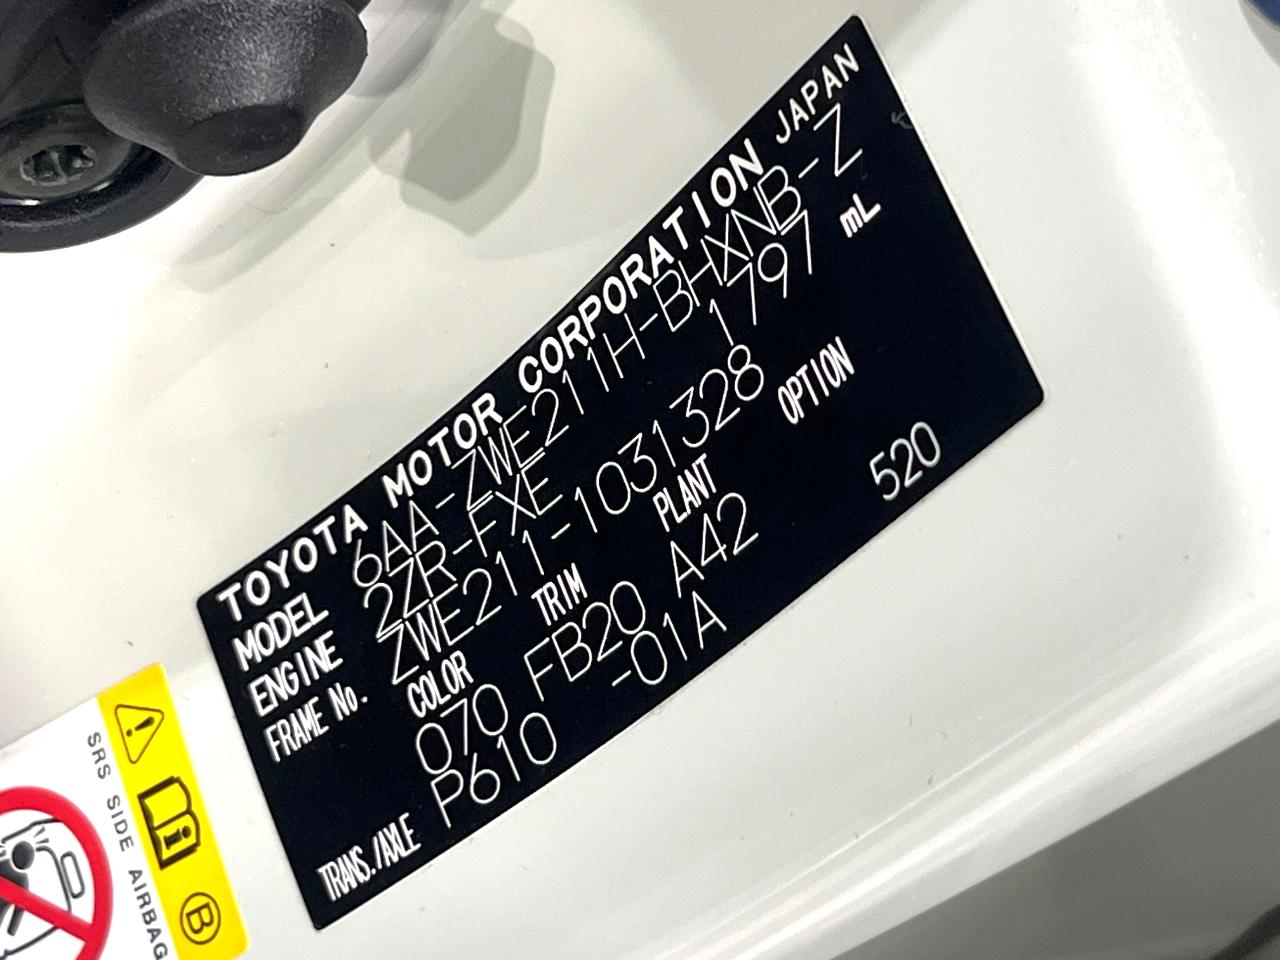 TOYOTA MOTOR CORPORATION JAPAN
MODEL 6AA-ZWE211H-BHXNB-Z
ENGINE 2ZR-FXE 1797 mL
FRAME No. ZWE211-1031328
COLOR TRIM PLANT OPTION
070 FB20 A42 520
TRANS./AXLE P610 -01A
SRS SIDE AIRBAG
B